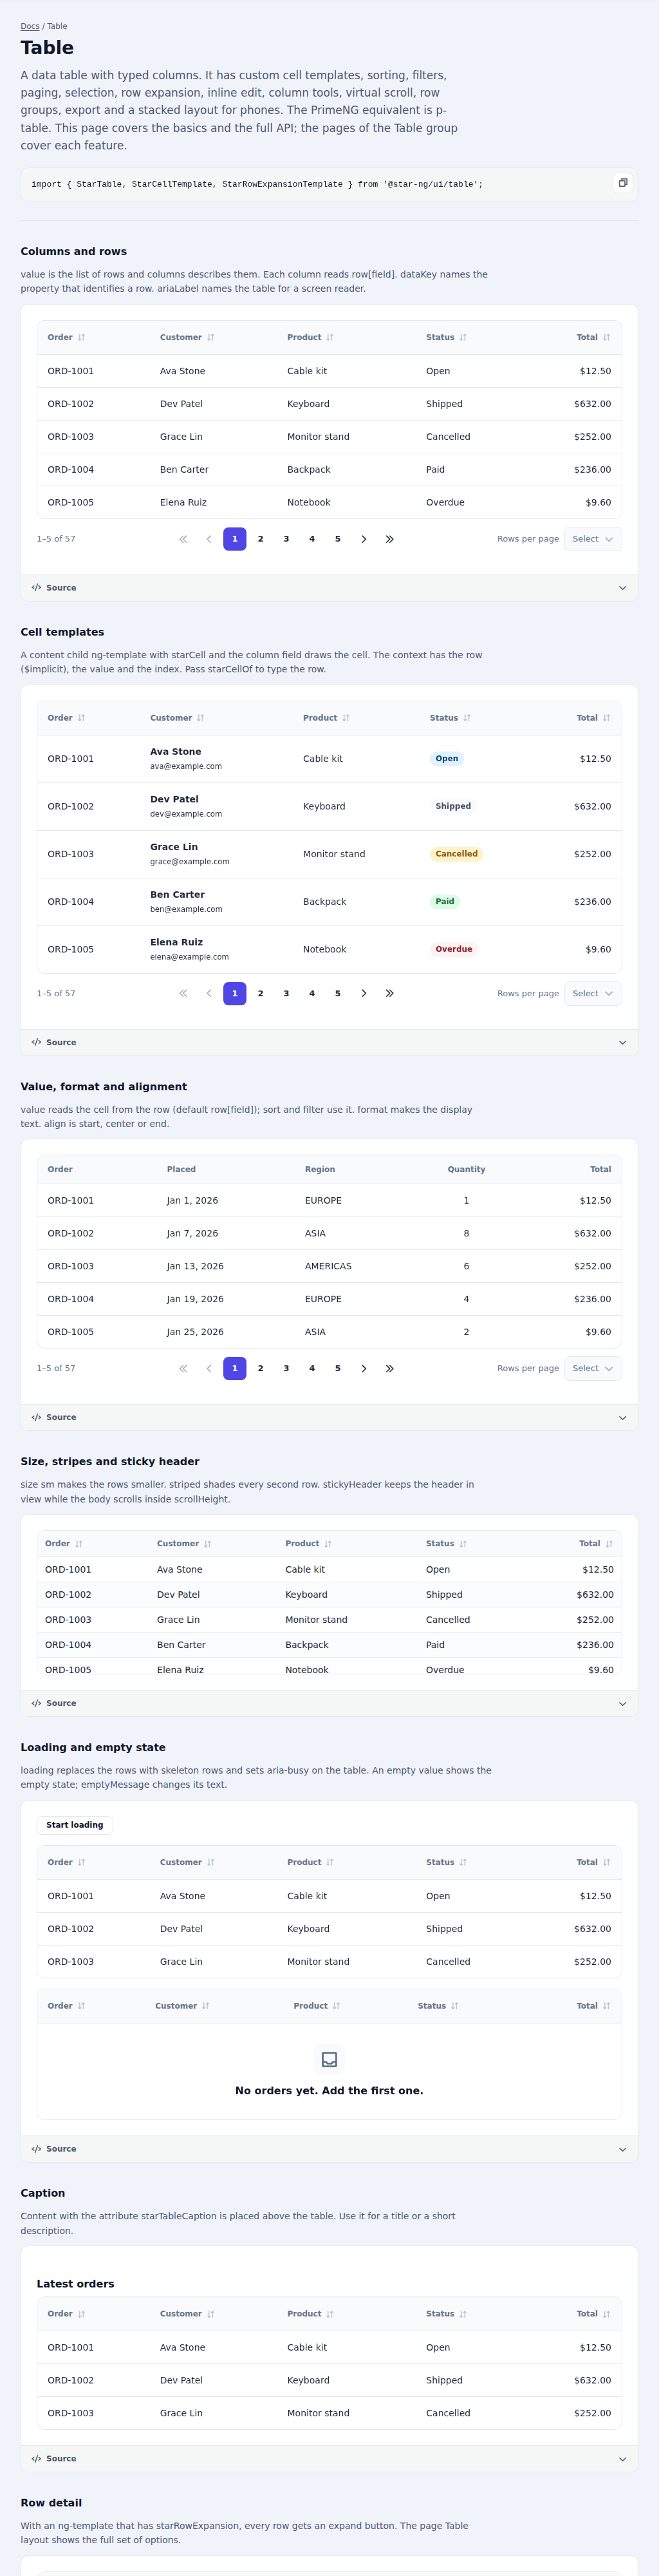 Docs / Table
Table
A data table with typed columns. It has custom cell templates, sorting, filters,
paging, selection, row expansion, inline edit, column tools, virtual scroll, row
groups, export and a stacked layout for phones. The PrimeNG equivalent is p-
table. This page covers the basics and the full API; the pages of the Table group
cover each feature.
import { StarTable, StarCellTemplate, StarRowExpansionTemplate } from '@star-ng/ui/table';
Columns and rows
value is the list of rows and columns describes them. Each column reads row[field]. dataKey names the
property that identifies a row. ariaLabel names the table for a screen reader.
Order Customer Product Status Total
ORD-1001 Ava Stone Cable kit Open $12.50
ORD-1002 Dev Patel Keyboard Shipped $632.00
ORD-1003 Grace Lin Monitor stand Cancelled $252.00
ORD-1004 Ben Carter Backpack Paid $236.00
ORD-1005 Elena Ruiz Notebook Overdue $9.60
1–5 of 57 1 2 3 4 5 Rows per page Select
Source
Cell templates
A content child ng-template with starCell and the column field draws the cell. The context has the row
($implicit), the value and the index. Pass starCellOf to type the row.
Order Customer Product Status Total
ORD-1001 Ava Stone Cable kit Open $12.50
ava@example.com
ORD-1002 Dev Patel Keyboard Shipped $632.00
dev@example.com
ORD-1003 Grace Lin Monitor stand Cancelled $252.00
grace@example.com
ORD-1004 Ben Carter Backpack Paid $236.00
ben@example.com
ORD-1005 Elena Ruiz Notebook Overdue $9.60
elena@example.com
1–5 of 57 1 2 3 4 5 Rows per page Select
Source
Value, format and alignment
value reads the cell from the row (default row[field]); sort and filter use it. format makes the display
text. align is start, center or end.
Order Placed Region Quantity Total
ORD-1001 Jan 1, 2026 EUROPE 1 $12.50
ORD-1002 Jan 7, 2026 ASIA 8 $632.00
ORD-1003 Jan 13, 2026 AMERICAS 6 $252.00
ORD-1004 Jan 19, 2026 EUROPE 4 $236.00
ORD-1005 Jan 25, 2026 ASIA 2 $9.60
1–5 of 57 1 2 3 4 5 Rows per page Select
Source
Size, stripes and sticky header
size sm makes the rows smaller. striped shades every second row. stickyHeader keeps the header in
view while the body scrolls inside scrollHeight.
Order Customer Product Status Total
ORD-1001 Ava Stone Cable kit Open $12.50
ORD-1002 Dev Patel Keyboard Shipped $632.00
ORD-1003 Grace Lin Monitor stand Cancelled $252.00
ORD-1004 Ben Carter Backpack Paid $236.00
ORD-1005 Elena Ruiz Notebook Overdue $9.60
Source
Loading and empty state
loading replaces the rows with skeleton rows and sets aria-busy on the table. An empty value shows the
empty state; emptyMessage changes its text.
Start loading
Order Customer Product Status Total
ORD-1001 Ava Stone Cable kit Open $12.50
ORD-1002 Dev Patel Keyboard Shipped $632.00
ORD-1003 Grace Lin Monitor stand Cancelled $252.00
Order Customer Product Status Total
No orders yet. Add the first one.
Source
Caption
Content with the attribute starTableCaption is placed above the table. Use it for a title or a short
description.
Latest orders
Order Customer Product Status Total
ORD-1001 Ava Stone Cable kit Open $12.50
ORD-1002 Dev Patel Keyboard Shipped $632.00
ORD-1003 Grace Lin Monitor stand Cancelled $252.00
Source
Row detail
With an ng-template that has starRowExpansion, every row gets an expand button. The page Table
layout shows the full set of options.